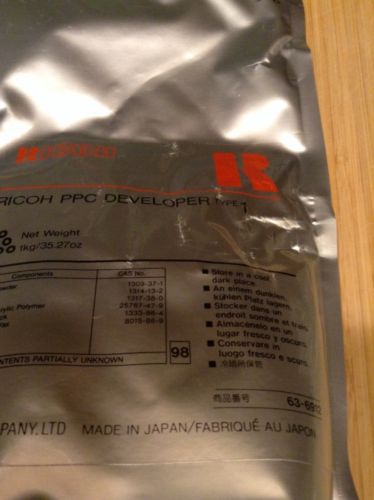 RICOH PPC DEVELOPER TYPE 1
Net Weight
1kg/35.27oz
Components
CAS No.
1309-37-1
1314-13-2
1317-35-0
Polymer
25767-47-9
1333-86-4
8015-86-9
CONTENTS PARTIALLY UNKNOWN
98
■ Store in a cool dark place.
■ An einem dunklen, kühlen Platz lagern.
■ Stocker dans un endroit sombre et frais.
■ Almacénelo en un lugar fresco y oscuro.
■ Conservare in luogo fresco e scuro.
■ 冷暗所保管
商品番号
63-69
COMPANY.LTD MADE IN JAPAN/FABRIQUÉ AU JAPON